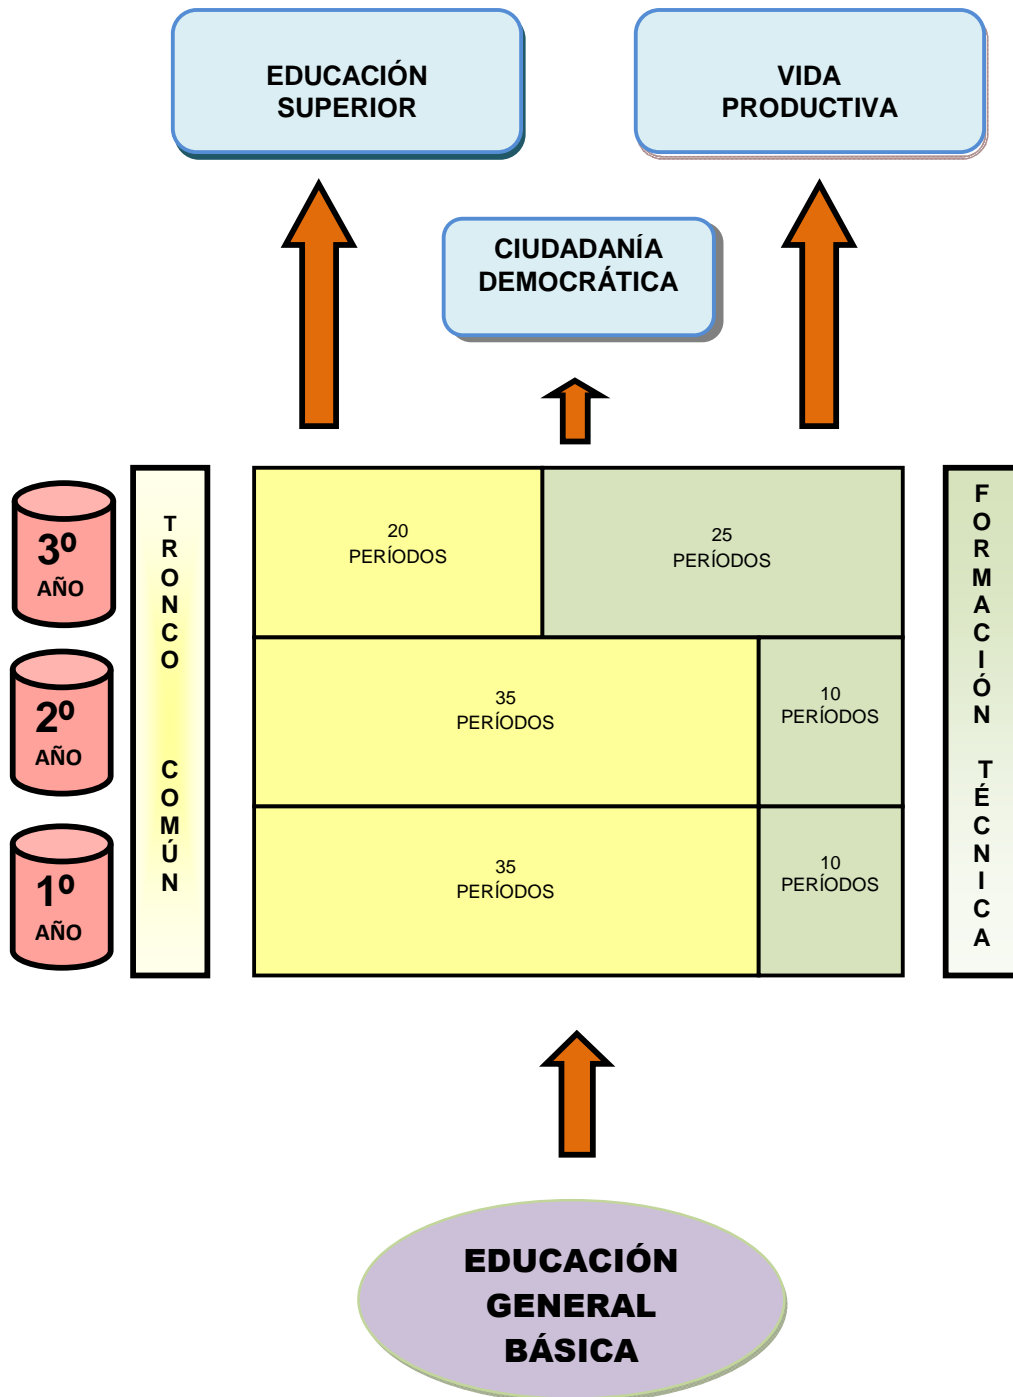 EDUCACIÓN
SUPERIOR
VIDA
PRODUCTIVA
CIUDADANÍA
DEMOCRÁTICA
3º
AÑO
2º
AÑO
1º
AÑO
TRONCO COMÚN
20
PERÍODOS
25
PERÍODOS
35
PERÍODOS
10
PERÍODOS
35
PERÍODOS
10
PERÍODOS
FORMACIÓN TÉCNICA
EDUCACIÓN
GENERAL
BÁSICA